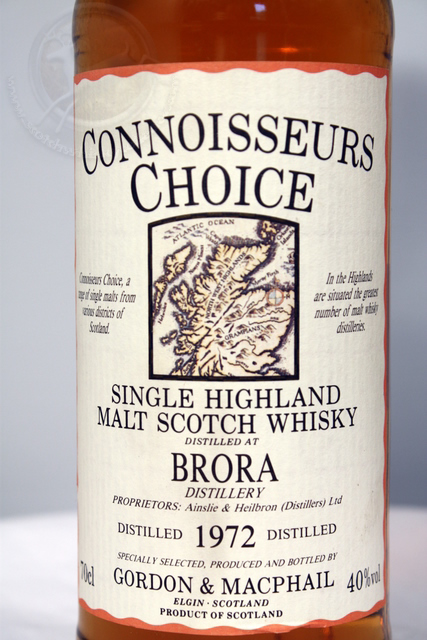 CONNOISSEURS
CHOICE
ATLANTIC OCEAN
GRAMPIANS
Connoisseurs Choice, a
range of single malts from
various districts of
Scotland.
In the Highlands
are situated the greatest
number of malt whisky
distilleries.
SINGLE HIGHLAND
MALT SCOTCH WHISKY
DISTILLED AT
BRORA
DISTILLERY
PROPRIETORS: Ainslie & Heilbron (Distillers) Ltd
DISTILLED 1972 DISTILLED
SPECIALLY SELECTED, PRODUCED AND BOTTLED BY
70cl GORDON & MACPHAIL 40%vol
ELGIN · SCOTLAND
PRODUCT OF SCOTLAND